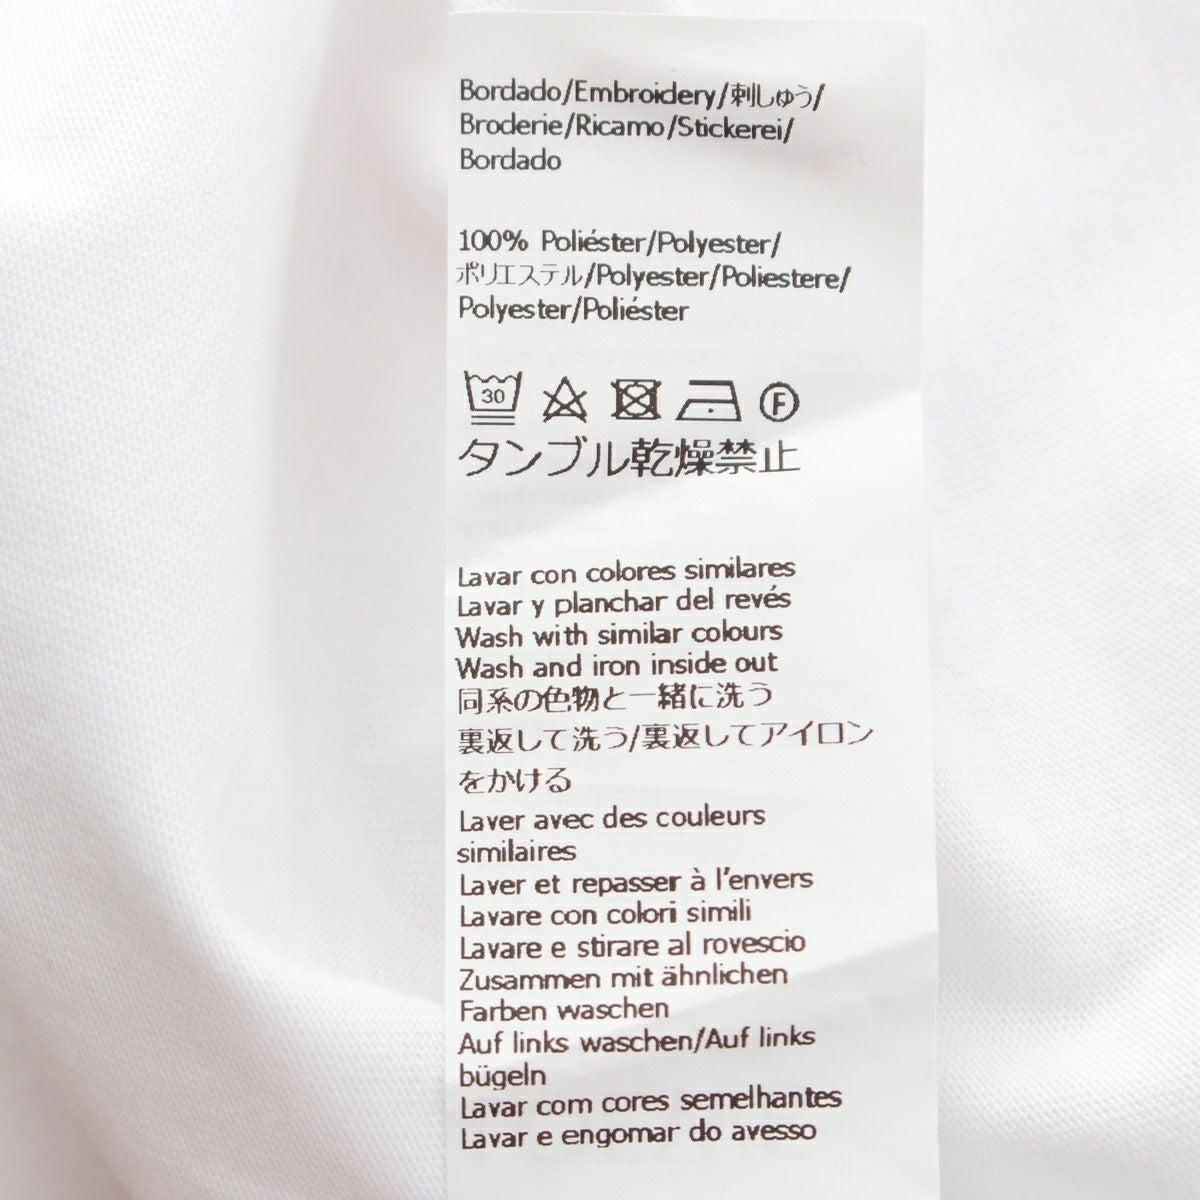 Bordado/Embroidery/刺しゅう/
Broderie/Ricamo/Stickerei/
Bordado
100% Poliéster/Polyester/
ポリエステル/Polyester/Poliestere/
Polyester/Poliéster
30 F
タンブル乾燥禁止
Lavar con colores similares
Lavar y planchar del revés
Wash with similar colours
Wash and iron inside out
同系の色物と一緒に洗う
裏返して洗う/裏返してアイロン
をかける
Laver avec des couleurs
similaires
Laver et repasser à l'envers
Lavare con colori simili
Lavare e stirare al rovescio
Zusammen mit ähnlichen
Farben waschen
Auf links waschen/Auf links
bügeln
Lavar com cores semelhantes
Lavar e engomar do avesso